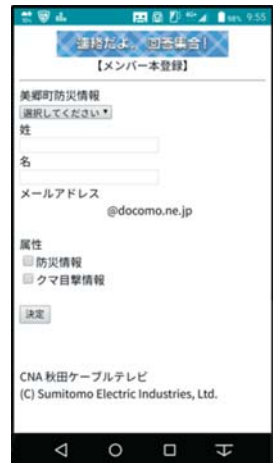 98% 9:55
連絡だよ、回答集合!
【メンバー本登録】
美郷町防災情報
選択してください▼
姓
名
メールアドレス
@docomo.ne.jp
属性
防災情報
クマ目撃情報
決定
CNA 秋田ケーブルテレビ
(C) Sumitomo Electric Industries, Ltd.